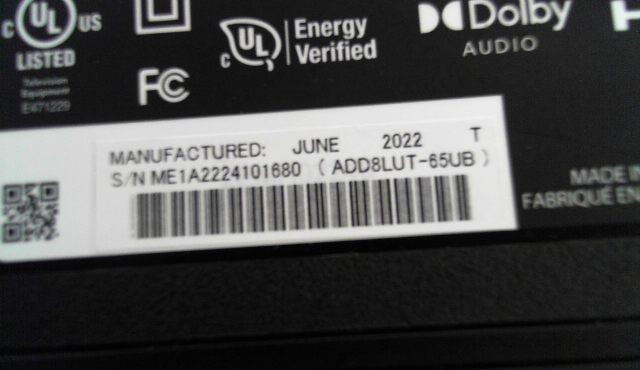 c UL US
LISTED
Television
Equipment
E471229
FC
c UL
Energy
Verified
Dolby
AUDIO
MANUFACTURED: JUNE 2022 T
S/N ME1A2224101680 (ADD8LUT-65UB)
MADE IN
FABRIQUÉ EN